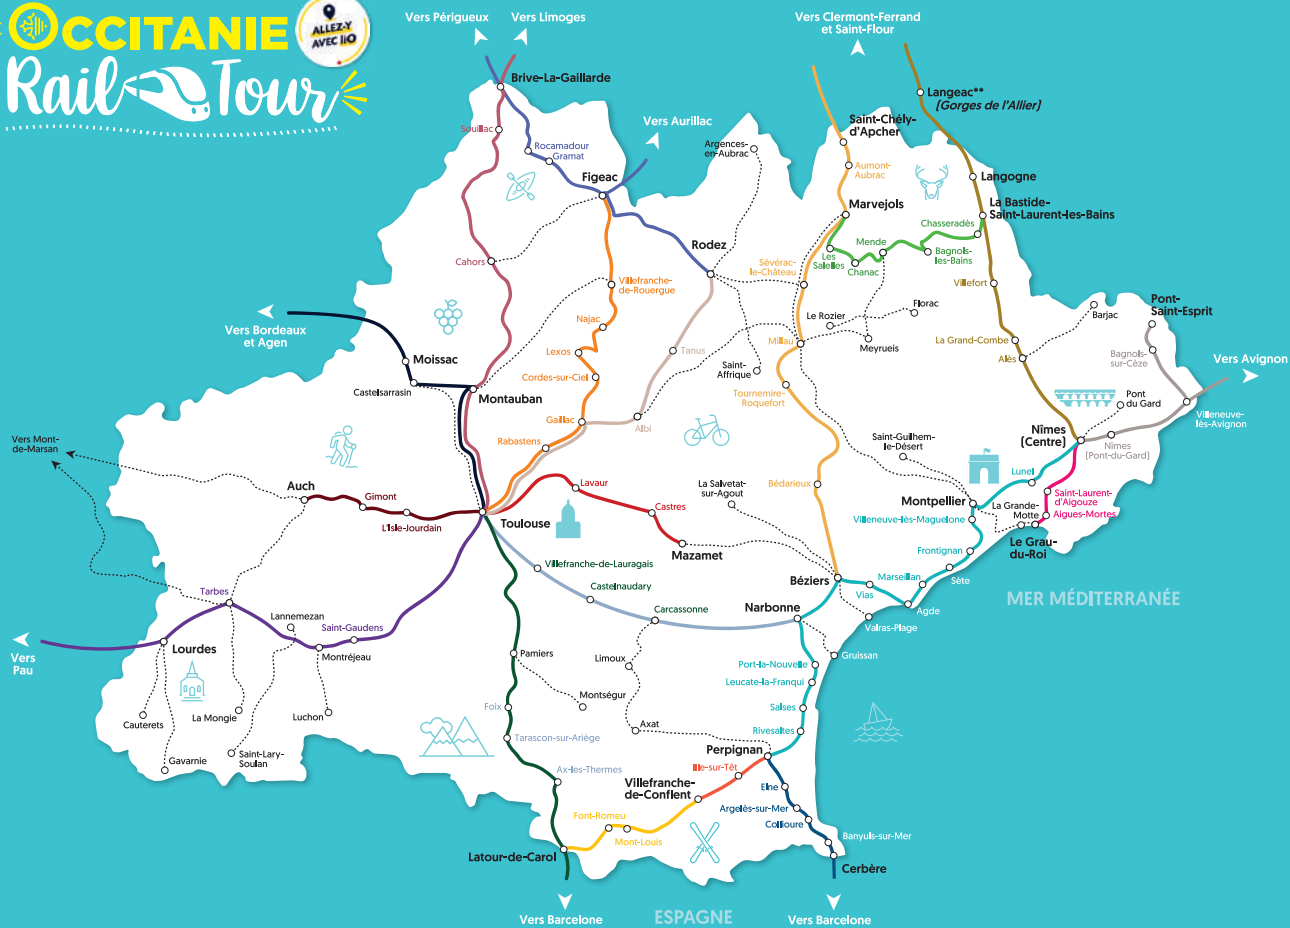 OCCITANIE
Rail Tour
ALLEZ-Y
AVEC liO
Vers Périgueux
Vers Limoges
Vers Clermont-Ferrand
et Saint-Flour
Brive-La-Gaillarde
Langeac**
(Gorges de l'Allier)
Souillac
Vers Aurillac
Saint-Chély-
d'Apcher
Rocamadour
Gramat
Argences-
en-Aubrac
Aumont-
Aubrac
Figeac
Langogne
Marvejols
La Bastide-
Saint-Laurent-les-Bains
Chasseradès
Rodez
Mende
Cahors
Sévérac-
le-Château
Les
Salelles
Chanac
Bagnols-
les-Bains
Villefranche-
de-Rouergue
Villefort
Vers Bordeaux
et Agen
Najac
Le Rozier
Florac
Barjac
Pont-
Saint-Esprit
Moissac
Lexos
Tanus
Millau
Meyrueis
La Grand-Combe
Alès
Bagnols-
sur-Cèze
Vers Avignon
Castelsarrasin
Cordes-sur-Ciel
Saint-
Affrique
Montauban
Tournemire-
Roquefort
Pont
du Gard
Gaillac
Albi
Villeneuve-
lès-Avignon
Vers Mont-
de-Marsan
Rabastens
Saint-Guilhem-
le-Désert
Nîmes
(Centre)
Nîmes
(Pont-du-Gard)
Lunel
Auch
Gimont
Lavaur
La Salvetat-
sur-Agout
Bédarieux
Montpellier
Saint-Laurent-
d'Aigouze
L'Isle-Jourdain
Toulouse
Castres
Villeneuve-lès-Maguelone
La Grande-
Motte
Aigues-Mortes
Mazamet
Le Grau-
du-Roi
Frontignan
Villefranche-de-Lauragais
Béziers
Marseillan
Sète
Tarbes
Castelnaudary
Vias
MER MÉDITERRANÉE
Lannemezan
Saint-Gaudens
Carcassonne
Narbonne
Agde
Valras-Plage
Vers
Pau
Lourdes
Montréjeau
Pamiers
Limoux
Gruissan
Port-la-Nouvelle
Leucate-la-Franqui
Cauterets
La Mongie
Luchon
Foix
Montségur
Salses
Axat
Rivesaltes
Gavarnie
Saint-Lary-
Soulan
Tarascon-sur-Ariège
Perpignan
Ax-les-Thermes
Ille-sur-Têt
Villefranche-
de-Conflent
Elne
Argelès-sur-Mer
Collioure
Font-Romeu
Mont-Louis
Banyuls-sur-Mer
Latour-de-Carol
Cerbère
Vers Barcelone
ESPAGNE
Vers Barcelone